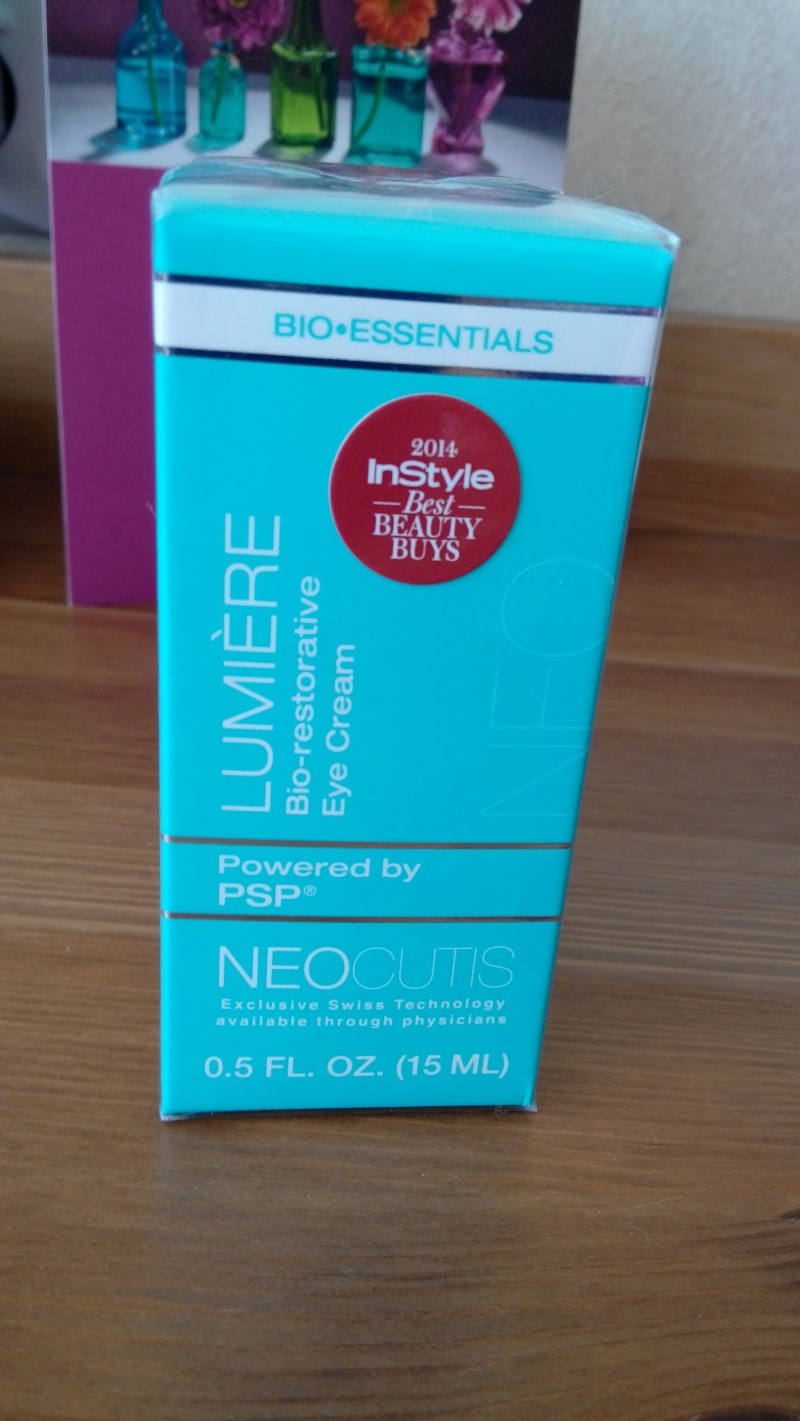 BIO•ESSENTIALS
2014
InStyle
—Best—
BEAUTY
BUYS
LUMIÈRE
Bio-restorative
Eye Cream
NEO
Powered by
PSP®
NEOCUTIS
Exclusive Swiss Technology
available through physicians
0.5 FL. OZ. (15 ML)